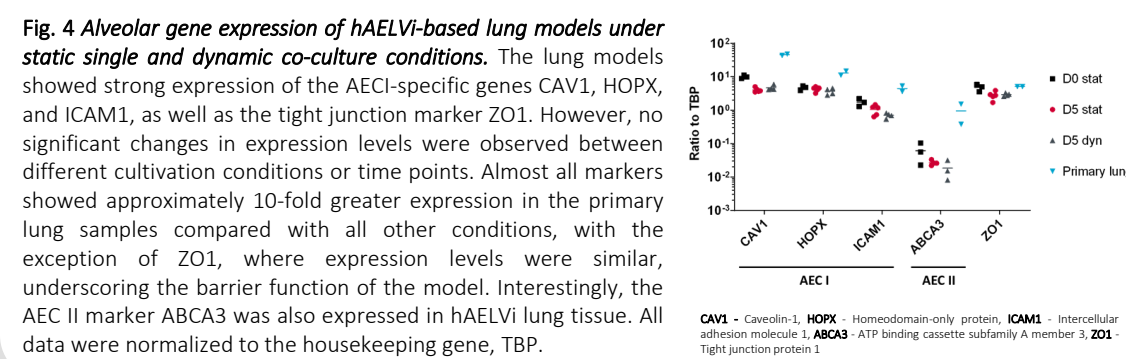 Fig. 4 Alveolar gene expression of hAELVi-based lung models under
static single and dynamic co-culture conditions. The lung models
showed strong expression of the AECI-specific genes CAV1, HOPX,
and ICAM1, as well as the tight junction marker ZO1. However, no
significant changes in expression levels were observed between
different cultivation conditions or time points. Almost all markers
showed approximately 10-fold greater expression in the primary
lung samples compared with all other conditions, with the
exception of ZO1, where expression levels were similar,
underscoring the barrier function of the model. Interestingly, the
AEC II marker ABCA3 was also expressed in hAELVi lung tissue. All
data were normalized to the housekeeping gene, TBP.
Ratio to TBP
10²
10¹
10⁰
10⁻¹
10⁻²
10⁻³
CAV1
HOPX
ICAM1
ABCA3
ZO1
AEC I
AEC II
D0 stat
D5 stat
D5 dyn
Primary lun
CAV1 - Caveolin-1, HOPX - Homeodomain-only protein, ICAM1 - Intercellular
adhesion molecule 1, ABCA3 - ATP binding cassette subfamily A member 3, ZO1 -
Tight junction protein 1